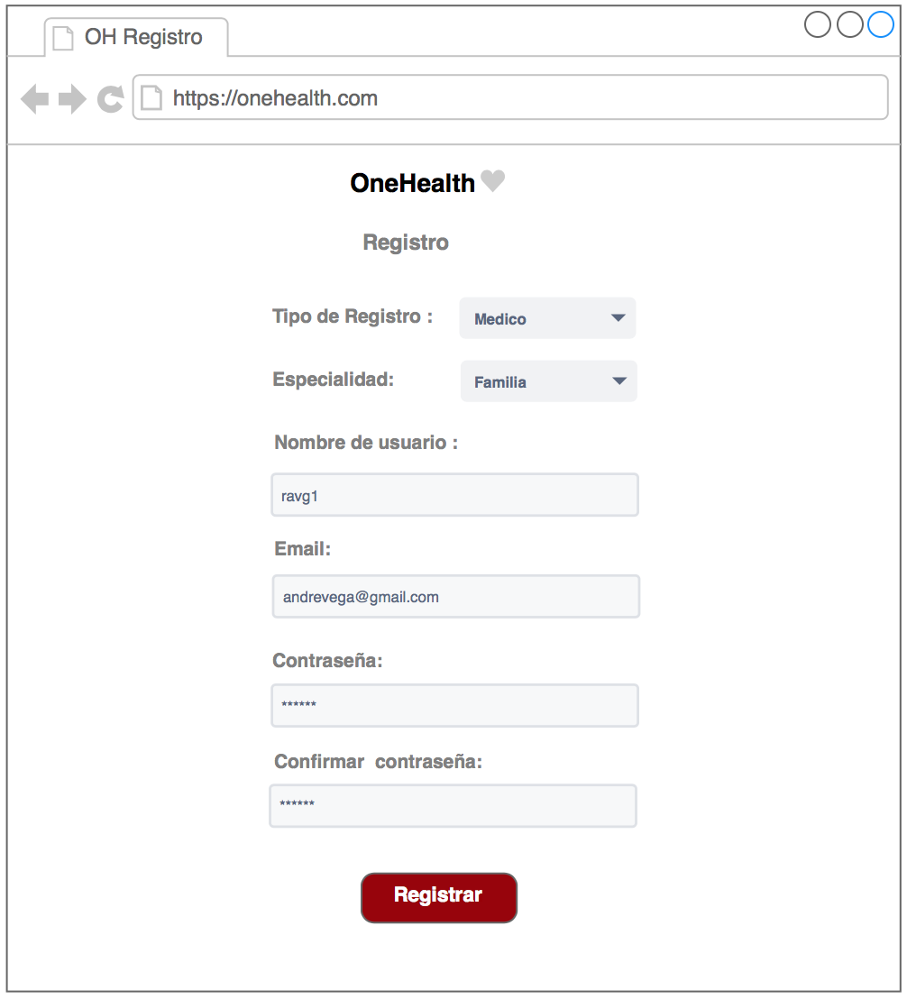 OH Registro
https://onehealth.com
OneHealth
Registro
Tipo de Registro :
Medico
Especialidad:
Familia
Nombre de usuario :
ravg1
Email:
andrevega@gmail.com
Contraseña:
******
Confirmar  contraseña:
******
Registrar